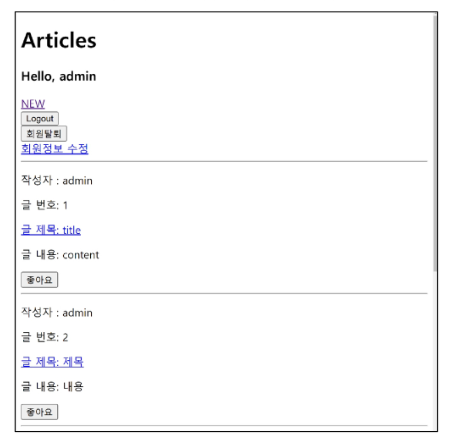 Articles
Hello, admin
NEW
Logout
회원탈퇴
회원정보 수정
작성자 : admin
글 번호: 1
글 제목: title
글 내용: content
좋아요
작성자 : admin
글 번호: 2
글 제목: 제목
글 내용: 내용
좋아요